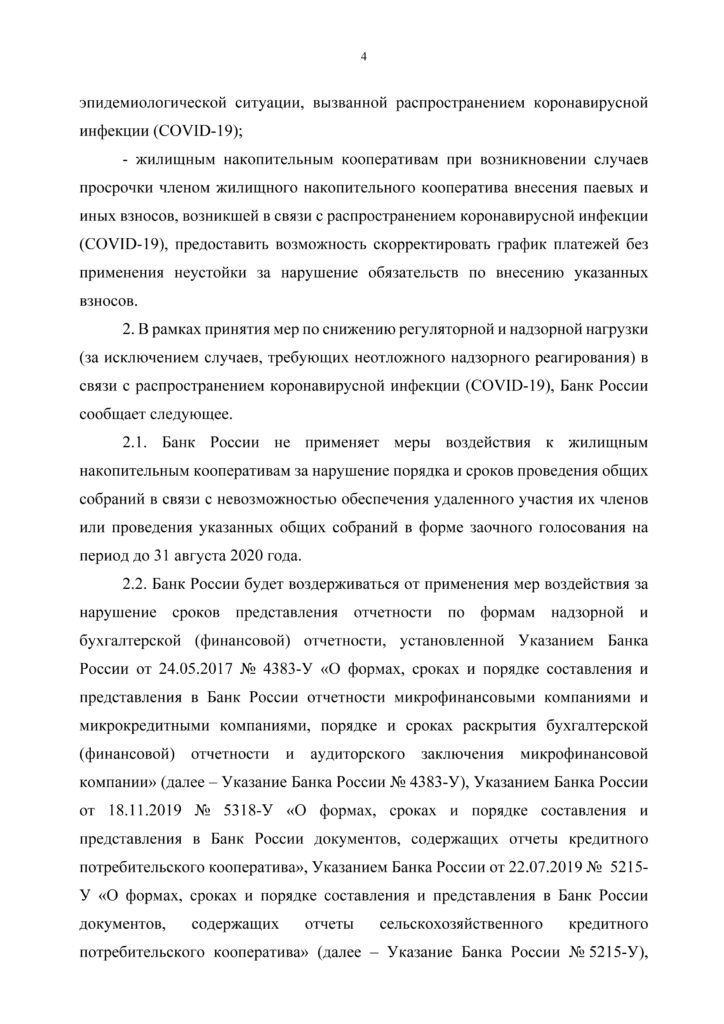 4
эпидемиологической ситуации, вызванной распространением коронавирусной
инфекции (COVID-19);
- жилищным накопительным кооперативам при возникновении случаев
просрочки членом жилищного накопительного кооператива внесения паевых и
иных взносов, возникшей в связи с распространением коронавирусной инфекции
(COVID-19), предоставить возможность скорректировать график платежей без
применения неустойки за нарушение обязательств по внесению указанных
взносов.
2. В рамках принятия мер по снижению регуляторной и надзорной нагрузки
(за исключением случаев, требующих неотложного надзорного реагирования) в
связи с распространением коронавирусной инфекции (COVID-19), Банк России
сообщает следующее.
2.1. Банк России не применяет меры воздействия к жилищным
накопительным кооперативам за нарушение порядка и сроков проведения общих
собраний в связи с невозможностью обеспечения удаленного участия их членов
или проведения указанных общих собраний в форме заочного голосования на
период до 31 августа 2020 года.
2.2. Банк России будет воздерживаться от применения мер воздействия за
нарушение сроков представления отчетности по формам надзорной и
бухгалтерской (финансовой) отчетности, установленной Указанием Банка
России от 24.05.2017 № 4383-У «О формах, сроках и порядке составления и
представления в Банк России отчетности микрофинансовыми компаниями и
микрокредитными компаниями, порядке и сроках раскрытия бухгалтерской
(финансовой) отчетности и аудиторского заключения микрофинансовой
компании» (далее – Указание Банка России № 4383-У), Указанием Банка России
от 18.11.2019 № 5318-У «О формах, сроках и порядке составления и
представления в Банк России документов, содержащих отчеты кредитного
потребительского кооператива», Указанием Банка России от 22.07.2019 № 5215-
У «О формах, сроках и порядке составления и представления в Банк России
документов, содержащих отчеты сельскохозяйственного кредитного
потребительского кооператива» (далее – Указание Банка России № 5215-У),